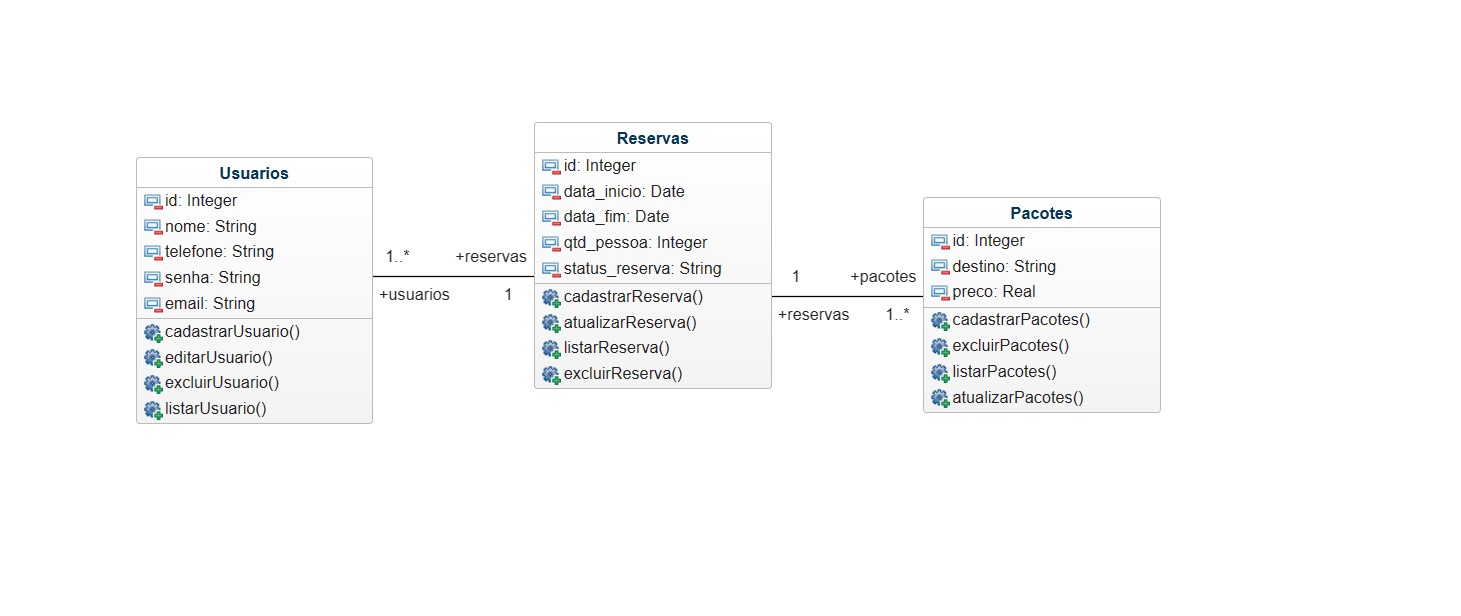 Usuarios
id: Integer
nome: String
telefone: String
senha: String
email: String
cadastrarUsuario()
editarUsuario()
excluirUsuario()
listarUsuario()
1..*
+reservas
+usuarios
1
Reservas
id: Integer
data_inicio: Date
data_fim: Date
qtd_pessoa: Integer
status_reserva: String
cadastrarReserva()
atualizarReserva()
listarReserva()
excluirReserva()
1
+pacotes
+reservas
1..*
Pacotes
id: Integer
destino: String
preco: Real
cadastrarPacotes()
excluirPacotes()
listarPacotes()
atualizarPacotes()